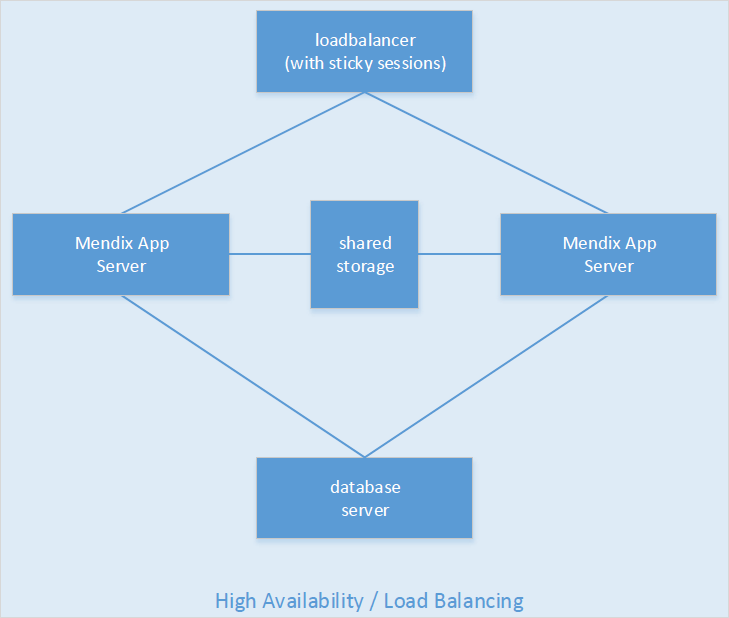 loadbalancer
(with sticky sessions)
Mendix App
Server
shared
storage
Mendix App
Server
database
server
High Availability / Load Balancing